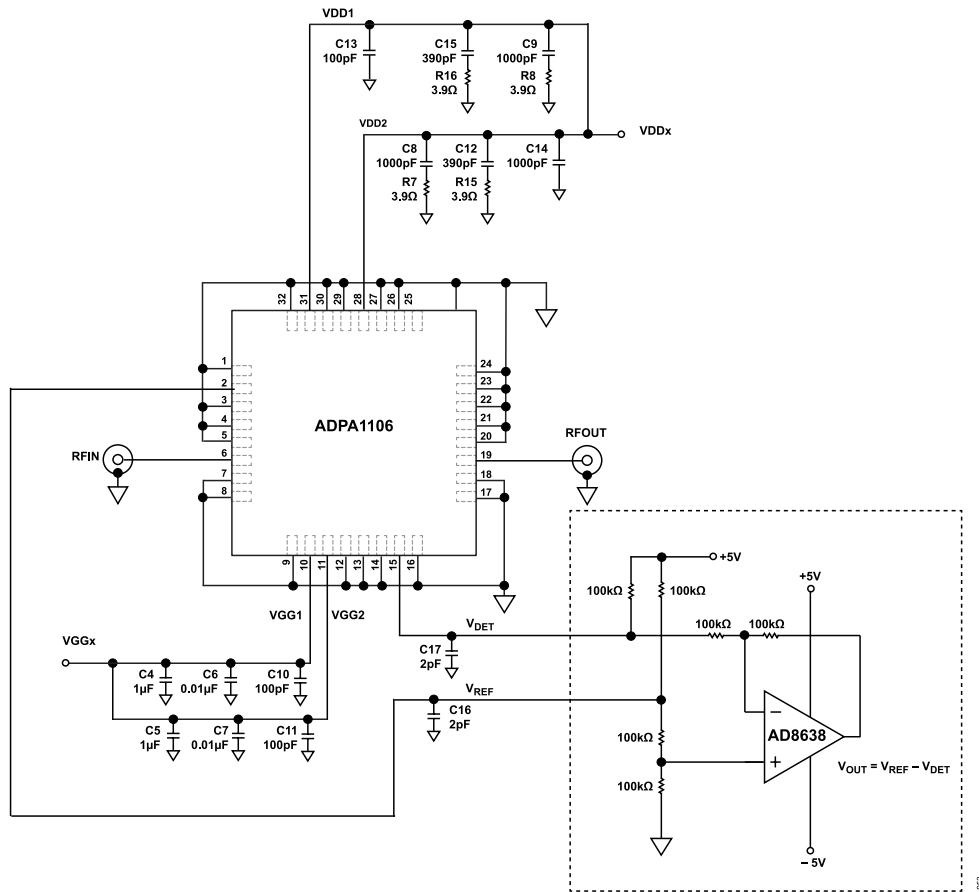 VDD1
C13
100pF
C15
390pF
R16
3.9Ω
C9
1000pF
R8
3.9Ω
VDD2
VDDx
C8
1000pF
R7
3.9Ω
C12
390pF
R15
3.9Ω
C14
1000pF
32
31
30
29
28
27
26
25
1
2
3
4
5
6
7
8
24
23
22
21
20
19
18
17
ADPA1106
RFIN
RFOUT
9
10
11
12
13
14
15
16
VGG1
VGG2
VGGx
C4
1µF
C6
0.01µF
C10
100pF
C5
1µF
C7
0.01µF
C11
100pF
VDET
C17
2pF
VREF
C16
2pF
+5V
100kΩ
100kΩ
+5V
100kΩ
100kΩ
−
AD8638
+
100kΩ
100kΩ
VOUT = VREF − VDET
−5V